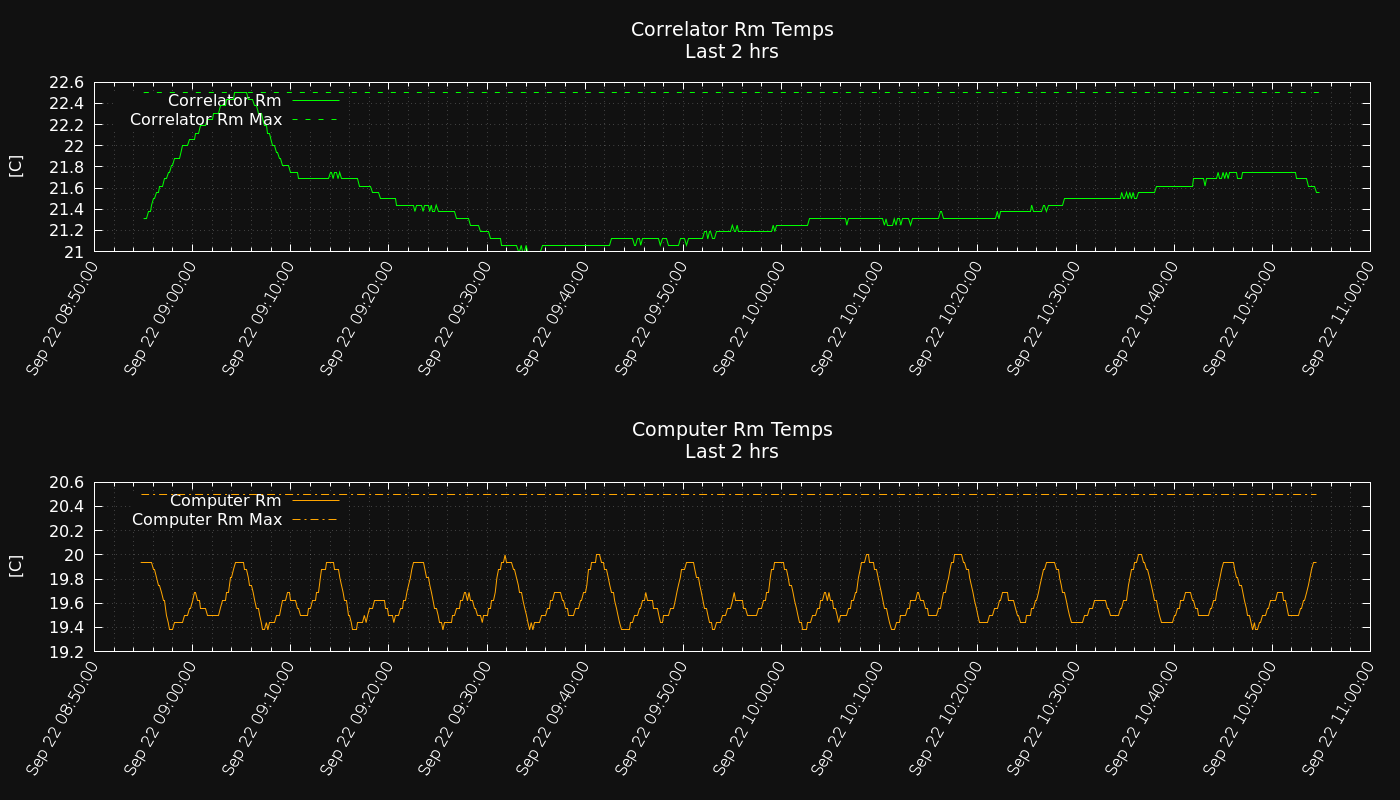 Correlator Rm Temps
Last 2 hrs
[C]
22.6
22.4
22.2
22
21.8
21.6
21.4
21.2
21
Correlator Rm
Correlator Rm Max
Sep 22 08:50:00
Sep 22 09:00:00
Sep 22 09:10:00
Sep 22 09:20:00
Sep 22 09:30:00
Sep 22 09:40:00
Sep 22 09:50:00
Sep 22 10:00:00
Sep 22 10:10:00
Sep 22 10:20:00
Sep 22 10:30:00
Sep 22 10:40:00
Sep 22 10:50:00
Sep 22 11:00:00
Computer Rm Temps
Last 2 hrs
[C]
20.6
20.4
20.2
20
19.8
19.6
19.4
19.2
Computer Rm
Computer Rm Max
Sep 22 08:50:00
Sep 22 09:00:00
Sep 22 09:10:00
Sep 22 09:20:00
Sep 22 09:30:00
Sep 22 09:40:00
Sep 22 09:50:00
Sep 22 10:00:00
Sep 22 10:10:00
Sep 22 10:20:00
Sep 22 10:30:00
Sep 22 10:40:00
Sep 22 10:50:00
Sep 22 11:00:00